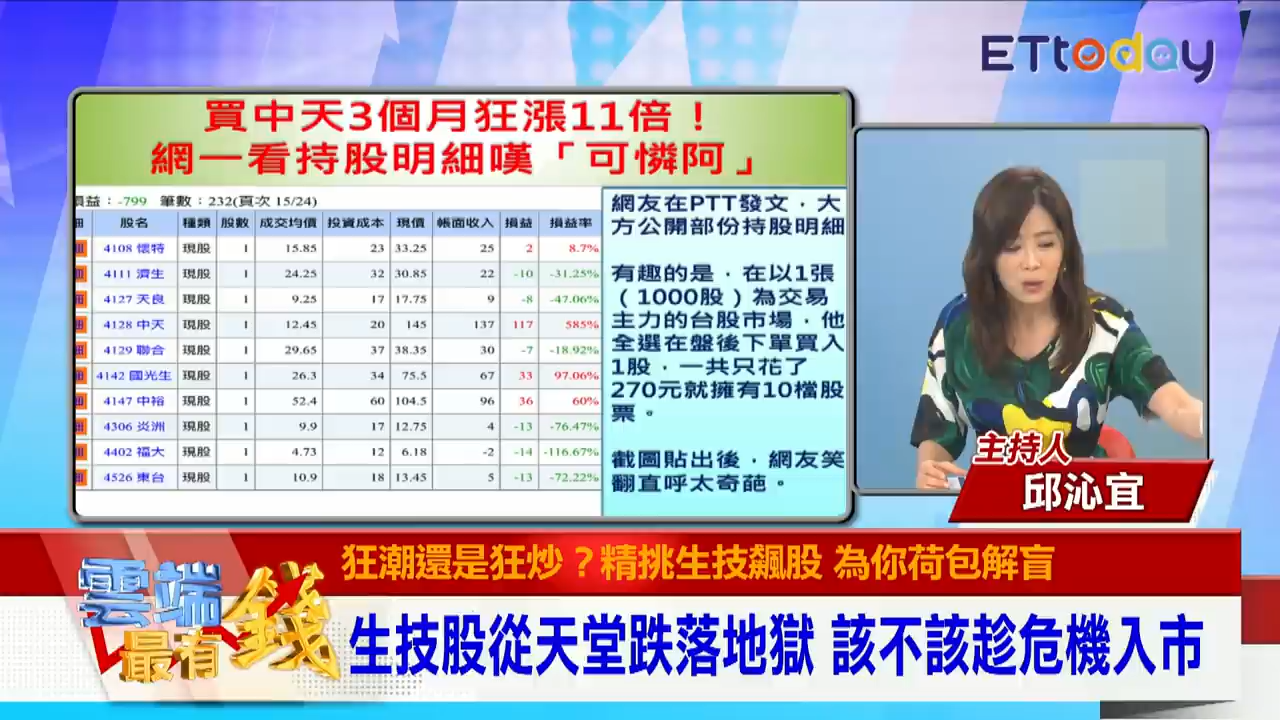 ETtoday
買中天3個月狂漲11倍！
網一看持股明細嘆「可憐阿」
損益：-799 筆數：232(頁次 15/24)
細 股名 種類 股數 成交均價 投資成本 現價 帳面收入 損益 損益率
細 4108 懷特 現股 1 15.85 23 33.25 25 2 8.7%
細 4111 濟生 現股 1 24.25 32 30.85 22 -10 -31.25%
細 4127 天良 現股 1 9.25 17 17.75 9 -8 -47.06%
細 4128 中天 現股 1 12.45 20 145 137 117 585%
細 4129 聯合 現股 1 29.65 37 38.35 30 -7 -18.92%
細 4142 國光生 現股 1 26.3 34 75.5 67 33 97.06%
細 4147 中裕 現股 1 52.4 60 104.5 96 36 60%
細 4306 炎洲 現股 1 9.9 17 12.75 4 -13 -76.47%
細 4402 福大 現股 1 4.73 12 6.18 -2 -14 -116.67%
細 4526 東台 現股 1 10.9 18 13.45 5 -13 -72.22%
網友在PTT發文，大
方公開部份持股明細
有趣的是，在以1張
（1000股）為交易
主力的台股市場，他
全選在盤後下單買入
1股，一共只花了
270元就擁有10檔股
票。
截圖貼出後，網友笑
翻直呼太奇葩。
主持人
邱沁宜
狂潮還是狂炒？精挑生技飆股 為你荷包解盲
雲端
最有錢
生技股從天堂跌落地獄 該不該趁危機入市